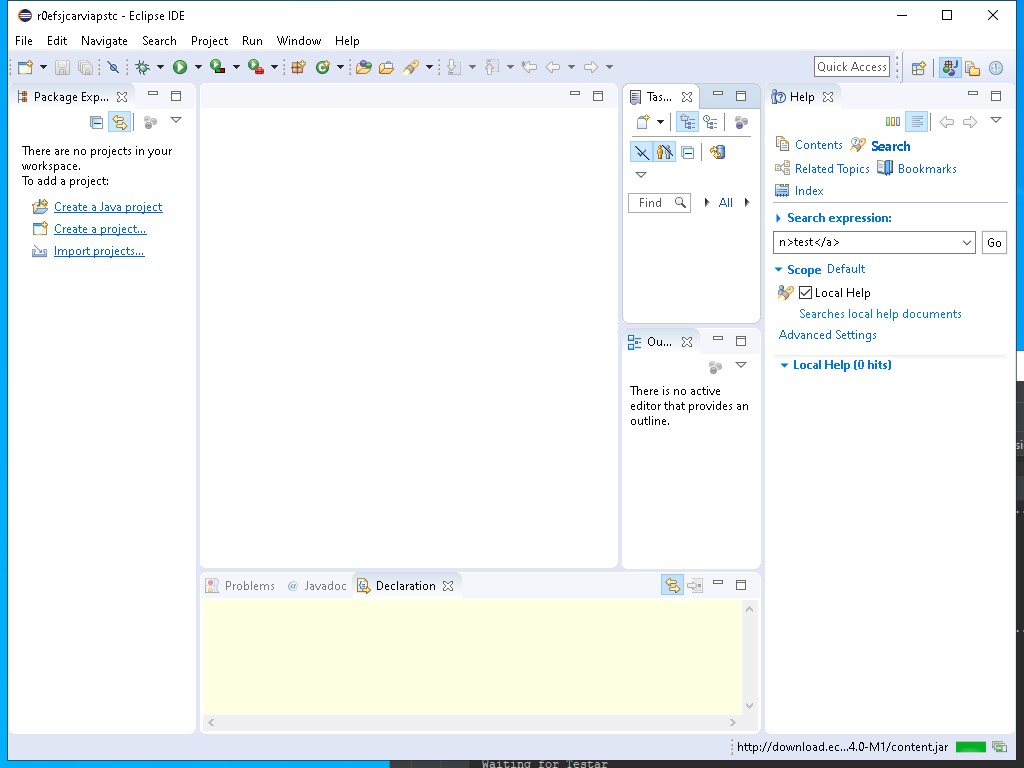 r0efsjcarviapstc - Eclipse IDE
File Edit Navigate Search Project Run Window Help
Quick Access
Package Exp...
There are no projects in your
workspace.
To add a project:
Create a Java project
Create a project...
Import projects...
Tas...
Find
All
Ou...
There is no active
editor that provides an
outline.
Help
Contents Search
Related Topics Bookmarks
Index
Search expression:
n>test</a>
Go
Scope Default
Local Help
Searches local help documents
Advanced Settings
Local Help (0 hits)
Problems @ Javadoc Declaration
http://download.ec...4.0-M1/content.jar
Waiting for Testar